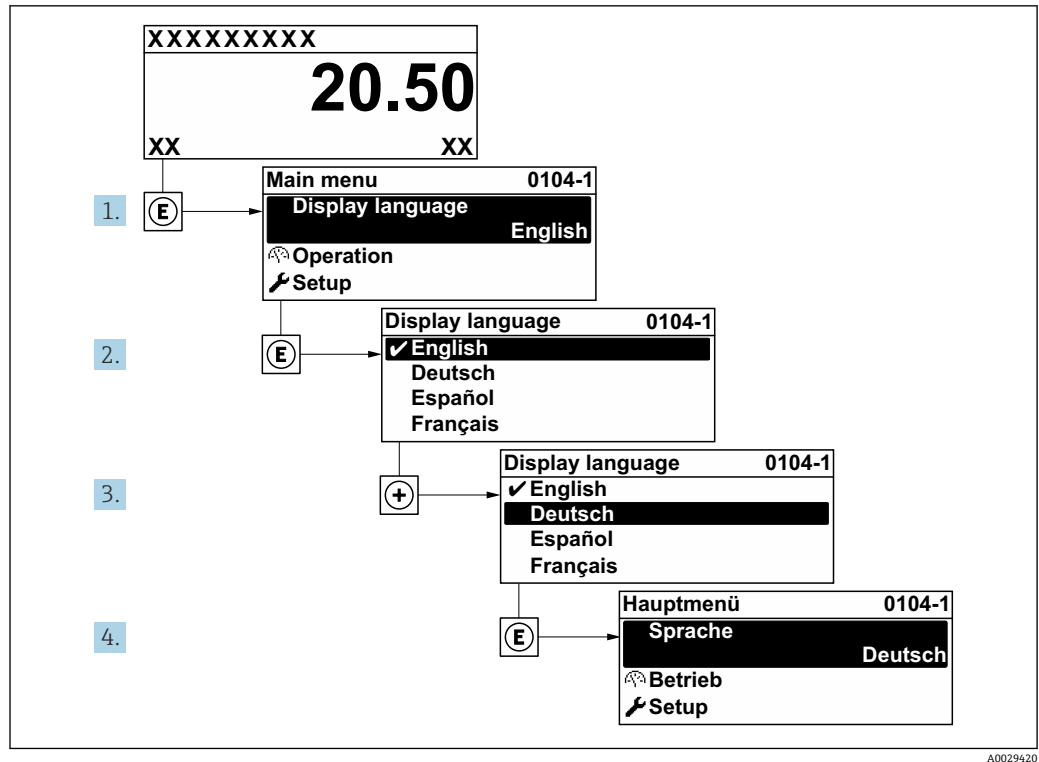 XXXXXXXXX
20.50
XX XX
1. E
Main menu 0104-1
Display language
English
Operation
Setup
2. E
Display language 0104-1
✔ English
Deutsch
Español
Français
3. +
Display language 0104-1
✔ English
Deutsch
Español
Français
4. E
Hauptmenü 0104-1
Sprache
Deutsch
Betrieb
Setup
A0029420